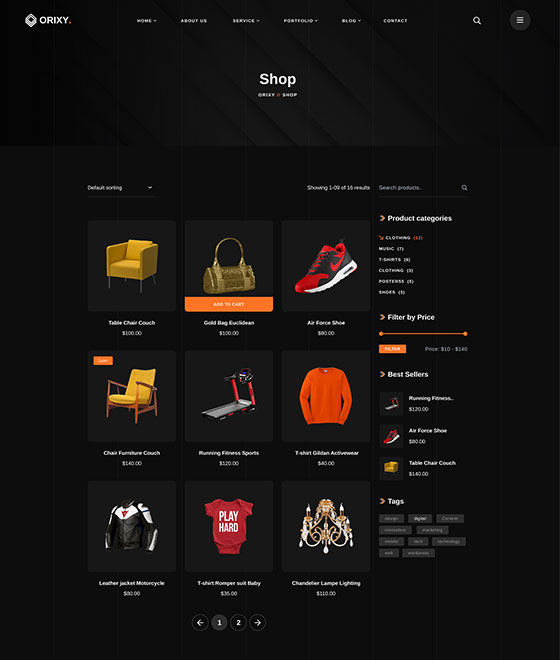 ORIXY.
HOME
ABOUT US
SERVICE
PORTFOLIO
BLOG
CONTACT
Shop
ORIXY // SHOP
Default sorting
Showing 1-09 of 16 results
Search products..
ADD TO CART
Table Chair Couch
$100.00
Gold Bag Euclidean
$100.00
Air Force Shoe
$80.00
Sale!
Chair Furniture Couch
$140.00
Running Fitness Sports
$120.00
T-shirt Gildan Activewear
$40.00
PLAY
HARD
Leather jacket Motorcycle
$80.00
T-shirt Romper suit Baby
$35.00
Chandelier Lampe Lighting
$110.00
1
2
Product categories
CLOTHING (12)
MUSIC (7)
T-SHIRTS (6)
CLOTHING (3)
POSTERS5 (5)
SHOES (3)
Filter by Price
FILTER
Price: $10 - $140
Best Sellers
Running Fitness..
$120.00
Air Force Shoe
$80.00
Table Chair Couch
$140.00
Tags
design
digital
innovation
marketing
mobile
tech
technology
web
wordpress